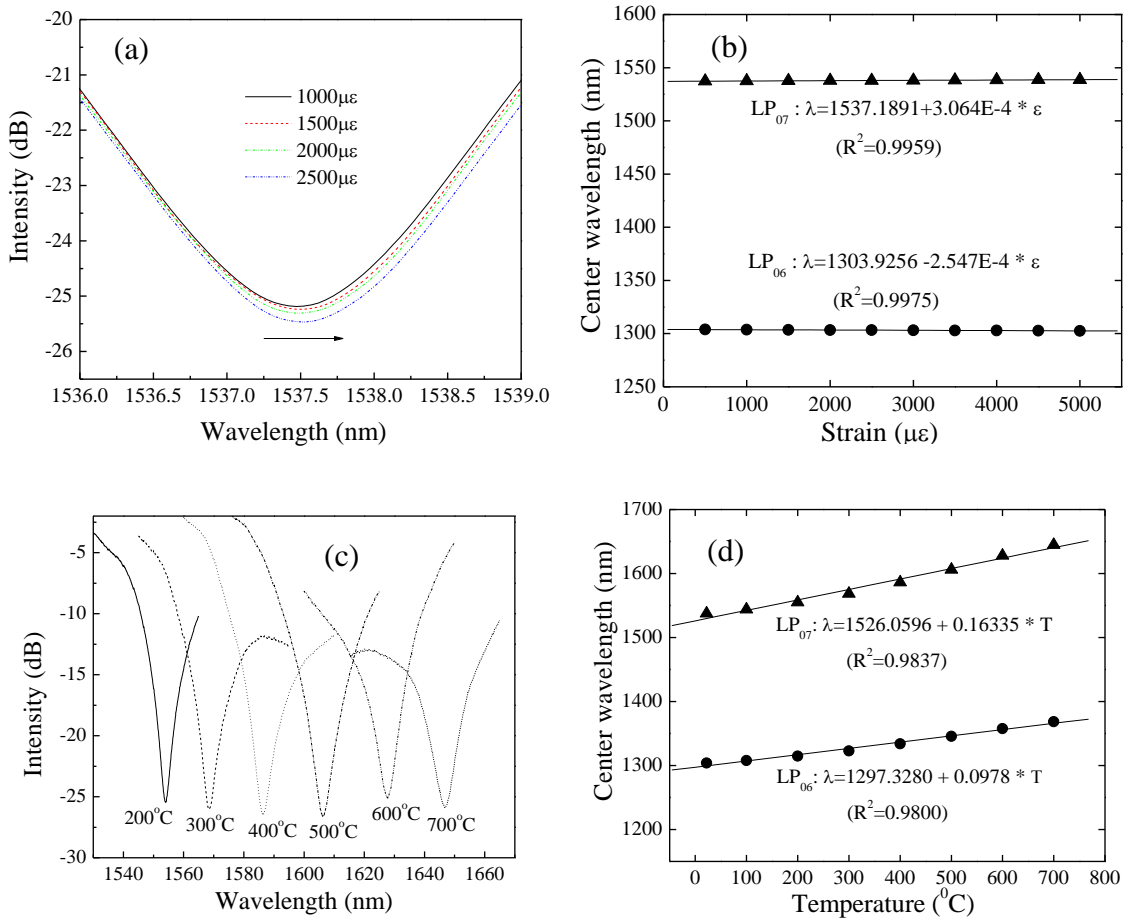 (a)
1000με
1500με
2000με
2500με
Intensity (dB)
-20
-21
-22
-23
-24
-25
-26
1536.0 1536.5 1537.0 1537.5 1538.0 1538.5 1539.0
Wavelength (nm)
(b)
Center wavelength (nm)
1600
1550
1500
1450
1400
1350
1300
1250
LP07 : λ=1537.1891+3.064E-4 * ε
(R²=0.9959)
LP06 : λ=1303.9256 -2.547E-4 * ε
(R²=0.9975)
0 1000 2000 3000 4000 5000
Strain (με)
(c)
Intensity (dB)
-5
-10
-15
-20
-25
-30
200°C 300°C 400°C 500°C 600°C 700°C
1540 1560 1580 1600 1620 1640 1660
Wavelength (nm)
(d)
Center wavelength (nm)
1700
1600
1500
1400
1300
1200
LP07: λ=1526.0596 + 0.16335 * T
(R²=0.9837)
LP06: λ=1297.3280 + 0.0978 * T
(R²=0.9800)
0 100 200 300 400 500 600 700 800
Temperature (⁰C)